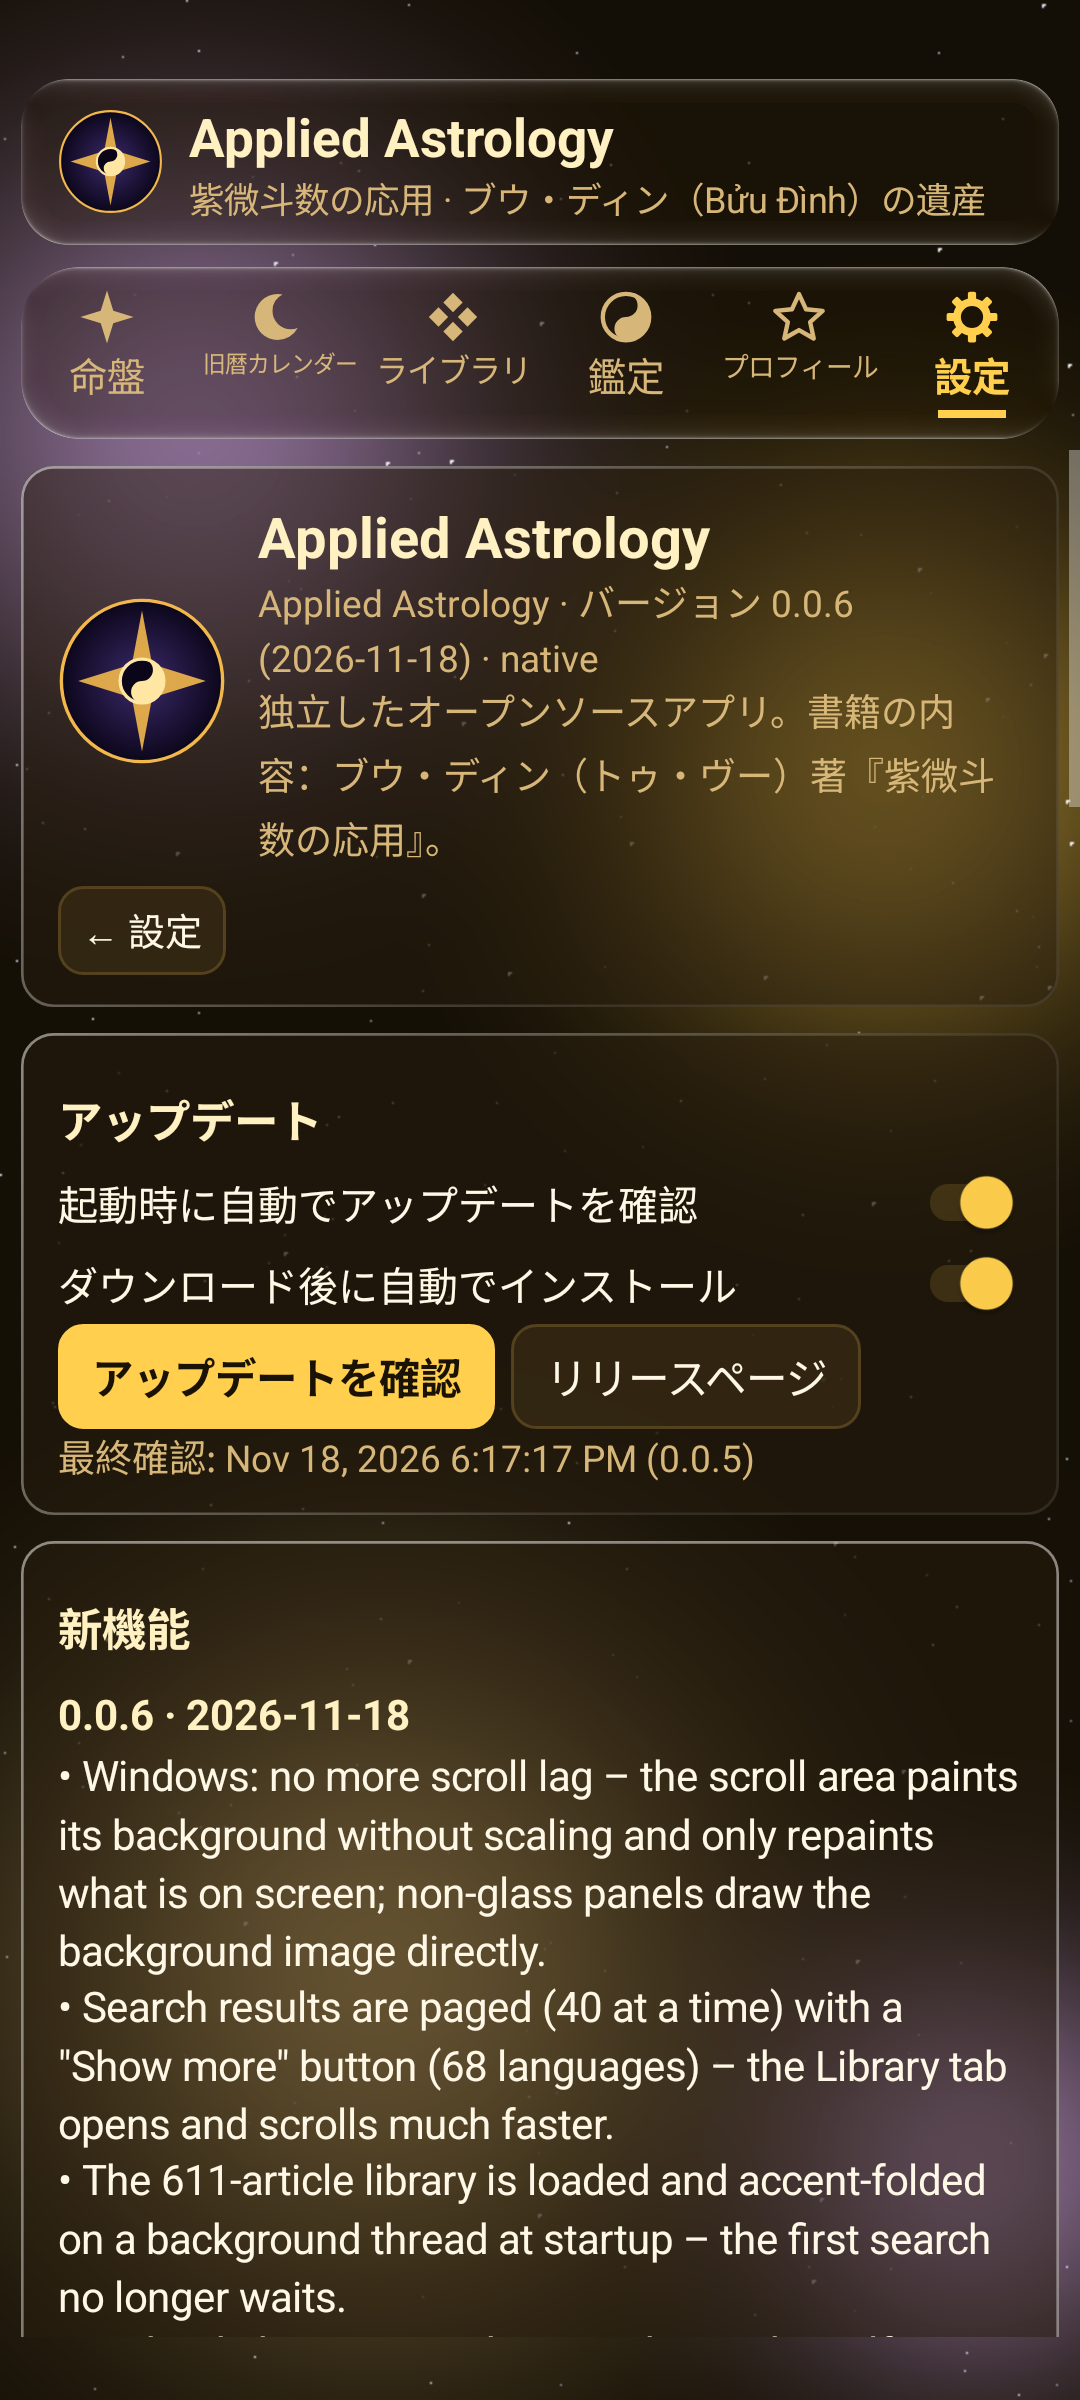 Applied Astrology
紫微斗数の応用 · ブウ・ディン（Bửu Đình）の遺産
命盤
旧暦カレンダー
ライブラリ
鑑定
プロフィール
設定
Applied Astrology
Applied Astrology · バージョン 0.0.6
(2026-11-18) · native
独立したオープンソースアプリ。書籍の内
容：ブウ・ディン（トゥ・ヴー）著『紫微斗
数の応用』。
← 設定
アップデート
起動時に自動でアップデートを確認
ダウンロード後に自動でインストール
アップデートを確認
リリースページ
最終確認: Nov 18, 2026 6:17:17 PM (0.0.5)
新機能
0.0.6 · 2026-11-18
• Windows: no more scroll lag – the scroll area paints
its background without scaling and only repaints
what is on screen; non-glass panels draw the
background image directly.
• Search results are paged (40 at a time) with a
"Show more" button (68 languages) – the Library tab
opens and scrolls much faster.
• The 611-article library is loaded and accent-folded
on a background thread at startup – the first search
no longer waits.